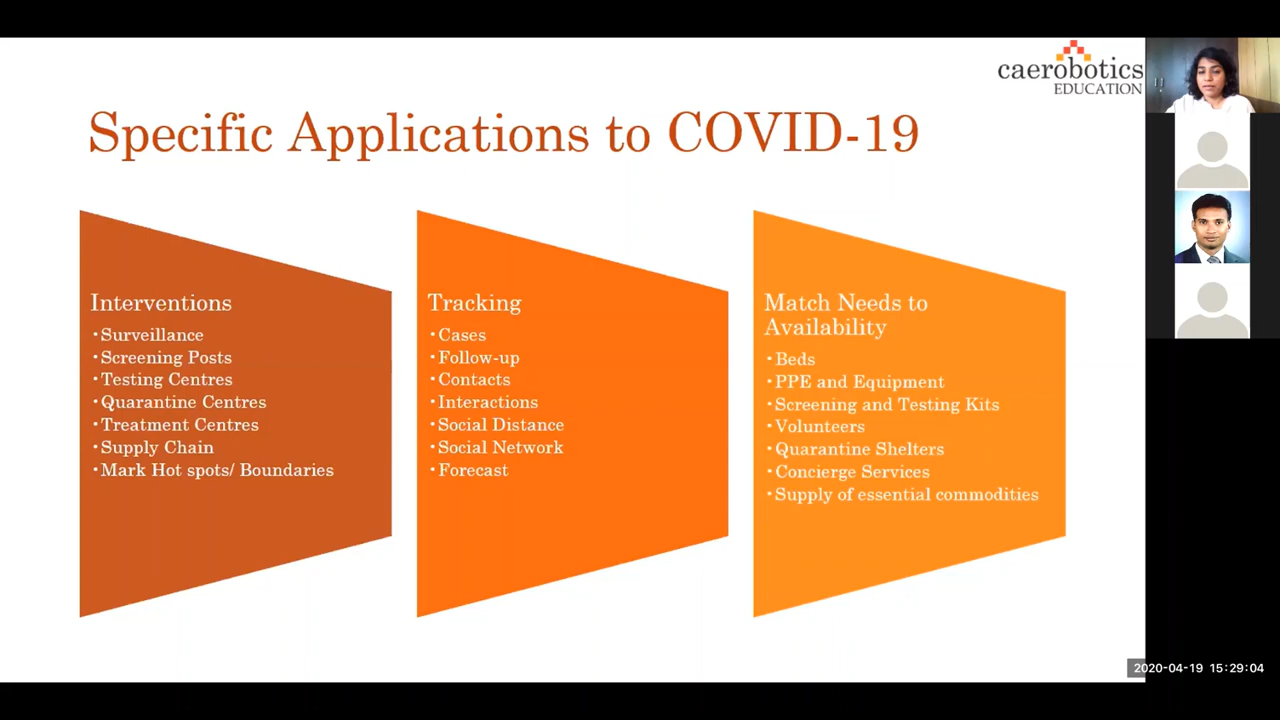 caerobotics
EDUCATION
Specific Applications to COVID-19
Interventions
•Surveillance
•Screening Posts
•Testing Centres
•Quarantine Centres
•Treatment Centres
•Supply Chain
•Mark Hot spots/ Boundaries
Tracking
•Cases
•Follow-up
•Contacts
•Interactions
•Social Distance
•Social Network
•Forecast
Match Needs to
Availability
•Beds
•PPE and Equipment
•Screening and Testing Kits
•Volunteers
•Quarantine Shelters
•Concierge Services
•Supply of essential commodities
2020-04-19 15:29:04